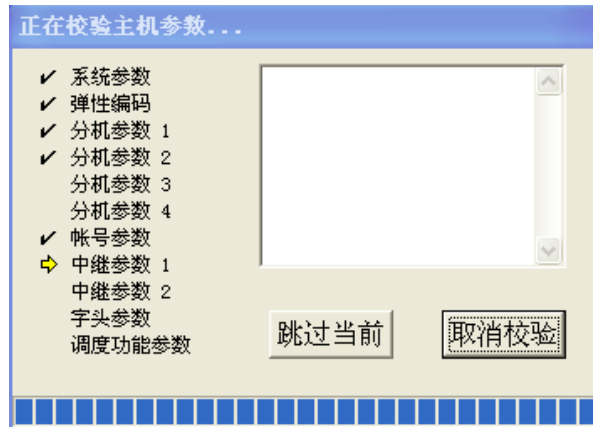 正在校验主机参数...
系统参数
弹性编码
分机参数 1
分机参数 2
分机参数 3
分机参数 4
帐号参数
中继参数 1
中继参数 2
字头参数
调度功能参数
跳过当前
取消校验